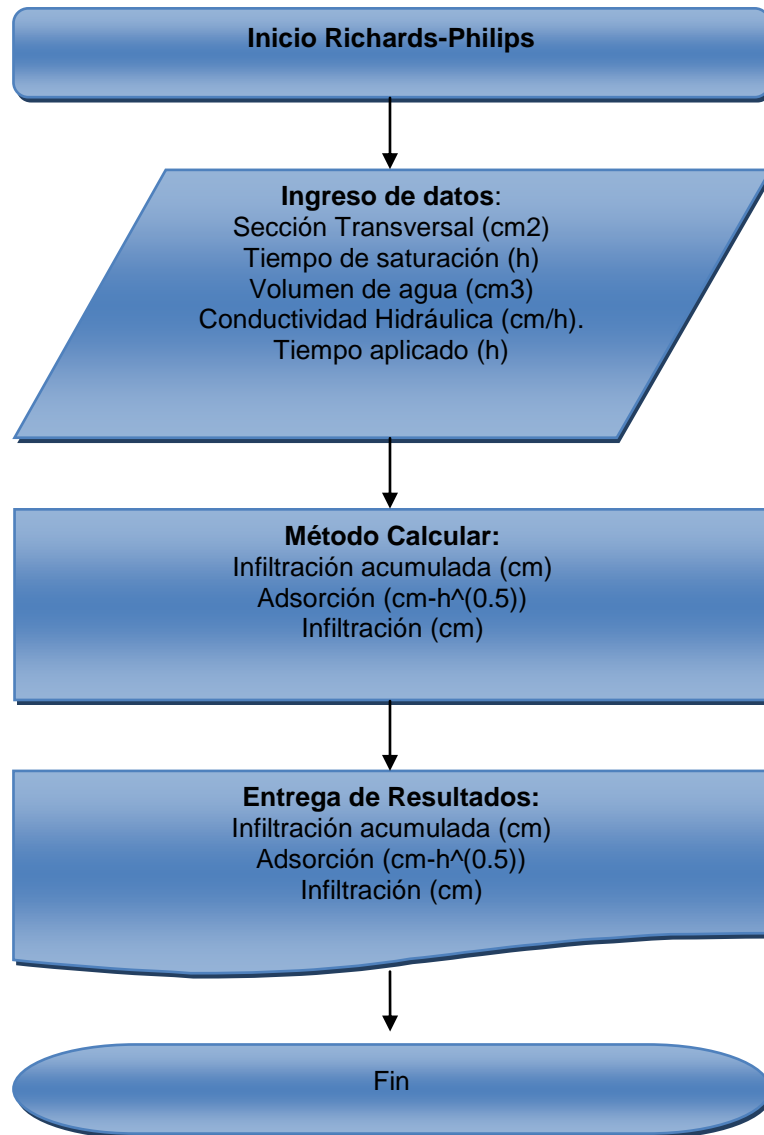 Inicio Richards-Philips
Ingreso de datos:
Sección Transversal (cm2)
Tiempo de saturación (h)
Volumen de agua (cm3)
Conductividad Hidráulica (cm/h).
Tiempo aplicado (h)
Método Calcular:
Infiltración acumulada (cm)
Adsorción (cm-h^(0.5))
Infiltración (cm)
Entrega de Resultados:
Infiltración acumulada (cm)
Adsorción (cm-h^(0.5))
Infiltración (cm)
Fin